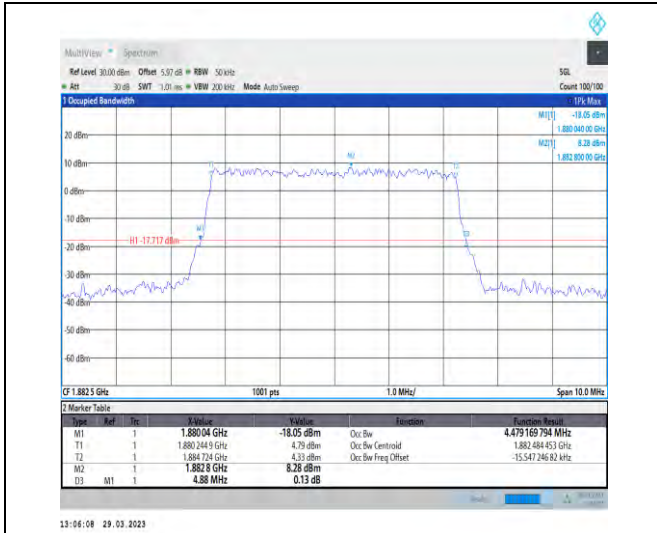 MultiView Spectrum
Ref Level 30.00 dBm Offset 5.97 dB RBW 50 kHz SGL
Att 30 dB SWT 1.01 ms VBW 200 kHz Mode Auto Sweep Count 100/100
1 Occupied Bandwidth 1Pk Max
M1[1] -18.05 dBm
1.880 040 00 GHz
M2[1] 8.28 dBm
1.882 800 00 GHz
20 dBm
M2
10 dBm
T1 T2
0 dBm
-10 dBm
M1
D3
H1 -17.717 dBm
-20 dBm
-30 dBm
-40 dBm
-50 dBm
-60 dBm
CF 1.882 5 GHz 1001 pts 1.0 MHz/ Span 10.0 MHz
2 Marker Table
Type Ref Trc X-Value Y-Value Function Function Result
M1 1 1.880 04 GHz -18.05 dBm Occ Bw 4.479 169 794 MHz
T1 1 1.880 244 9 GHz 4.79 dBm Occ Bw Centroid 1.882 484 453 GHz
T2 1 1.884 724 GHz 4.33 dBm Occ Bw Freq Offset -15.547 246 82 kHz
M2 1 1.882 8 GHz 8.28 dBm
D3 M1 1 4.88 MHz 0.13 dB
13:06:08 29.03.2023